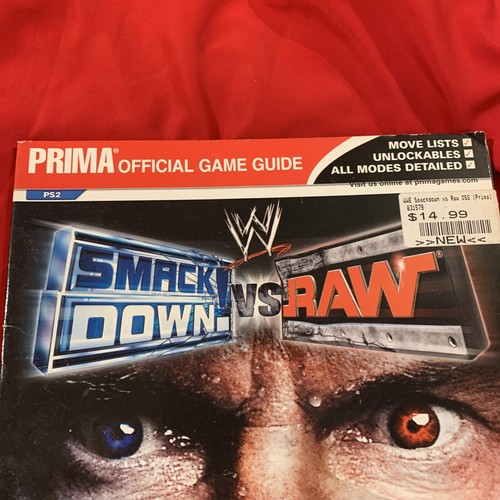 PRIMA® OFFICIAL GAME GUIDE
MOVE LISTS
UNLOCKABLES
ALL MODES DETAILED
Visit us online at primagames.com
PS2
WWE Smackdown vs Raw OSG (Prima)
831579
$14.99
>>NEW<<
W
SMACK
DOWN!
VS
RAW®